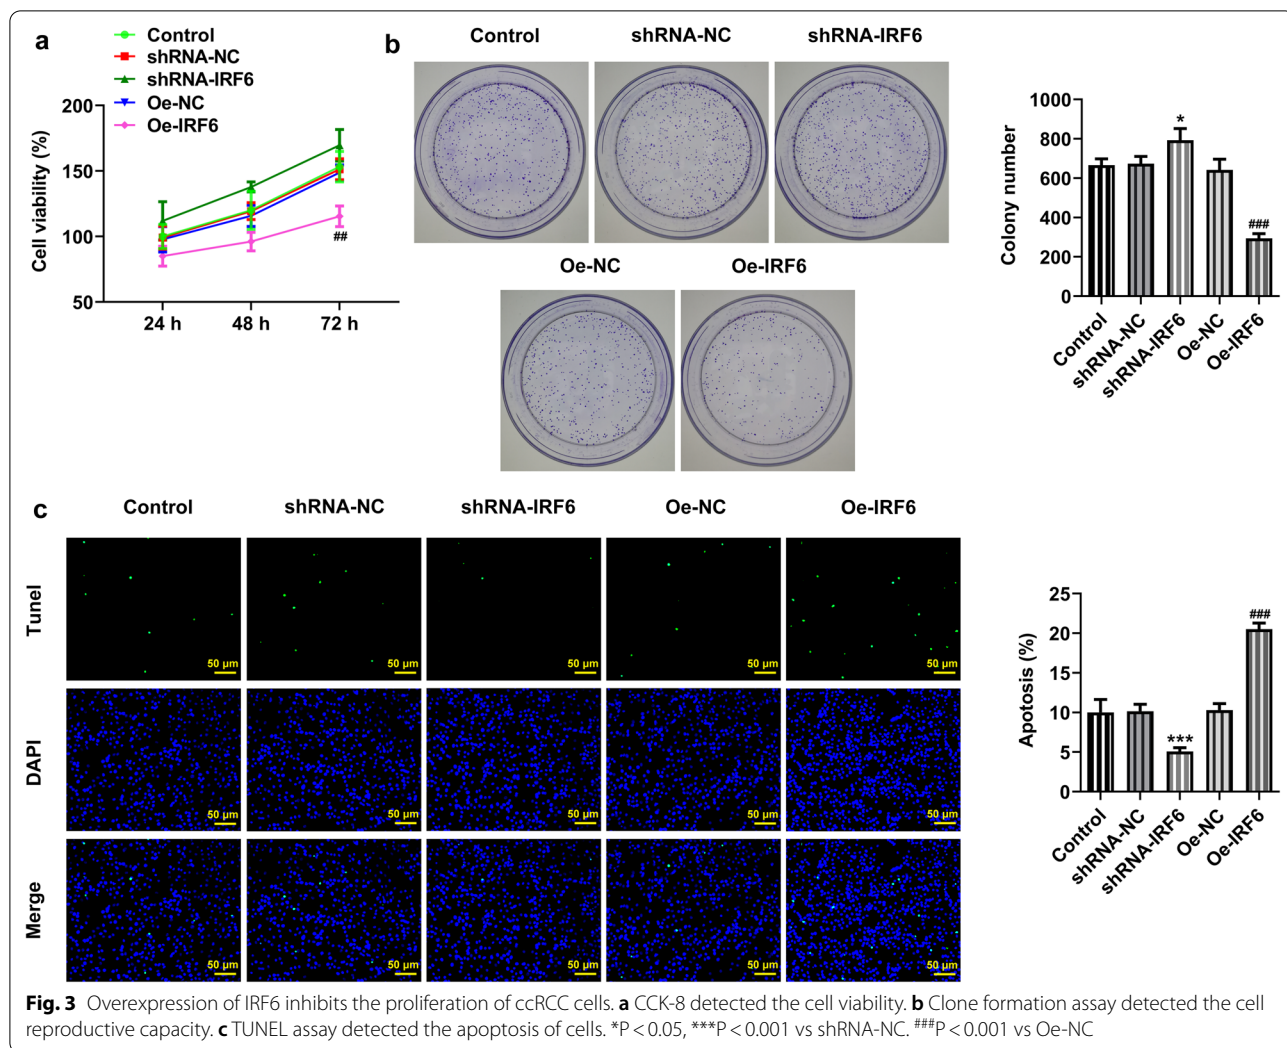 a
Control
shRNA-NC
shRNA-IRF6
Oe-NC
Oe-IRF6
Cell viability (%)
200
150
100
50
24 h 48 h 72 h
##
b
Control shRNA-NC shRNA-IRF6
Oe-NC Oe-IRF6
Colony number
1000
800
600
400
200
0
*
###
Control shRNA-NC shRNA-IRF6 Oe-NC Oe-IRF6
c
Control shRNA-NC shRNA-IRF6 Oe-NC Oe-IRF6
Tunel
50 µm 50 µm 50 µm 50 µm 50 µm
DAPI
50 µm 50 µm 50 µm 50 µm 50 µm
Merge
50 µm 50 µm 50 µm 50 µm 50 µm
Apotosis (%)
25
20
15
10
5
0
***
###
Control shRNA-NC shRNA-IRF6 Oe-NC Oe-IRF6
Fig. 3 Overexpression of IRF6 inhibits the proliferation of ccRCC cells. a CCK-8 detected the cell viability. b Clone formation assay detected the cell
reproductive capacity. c TUNEL assay detected the apoptosis of cells. *P < 0.05, ***P < 0.001 vs shRNA-NC. ###P < 0.001 vs Oe-NC